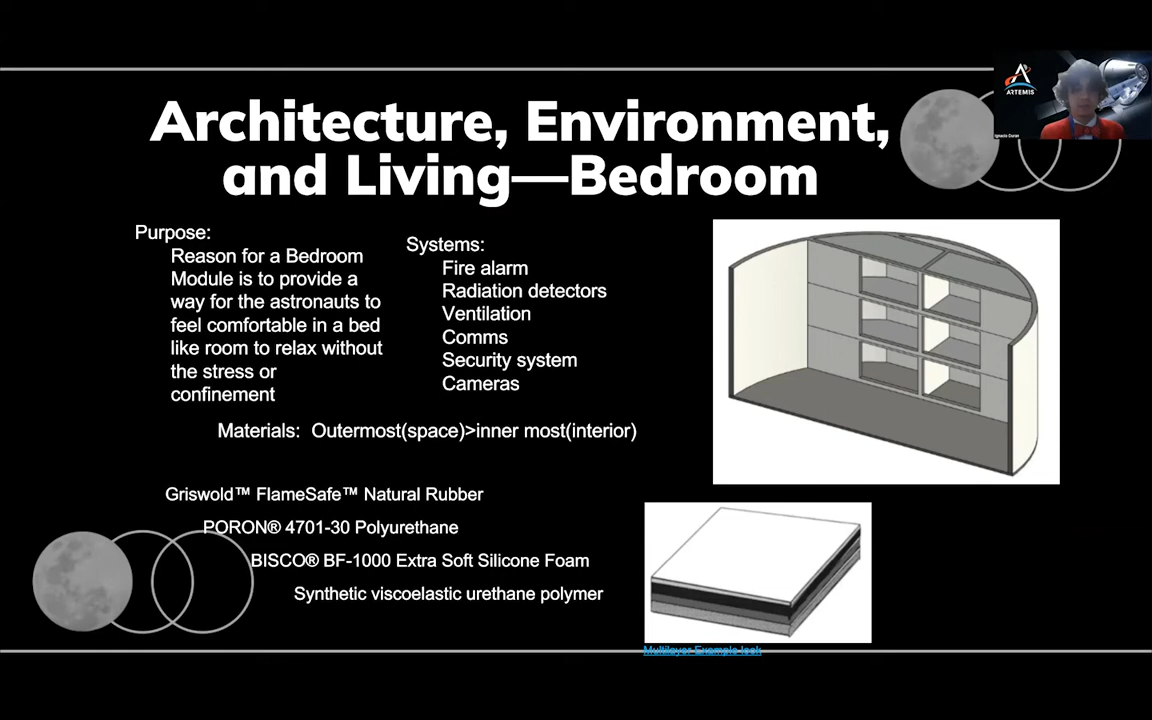 Architecture, Environment,
and Living—Bedroom
ARTEMIS
Ignacio Duran
Purpose:
Reason for a Bedroom
Module is to provide a
way for the astronauts to
feel comfortable in a bed
like room to relax without
the stress or
confinement
Systems:
Fire alarm
Radiation detectors
Ventilation
Comms
Security system
Cameras
Materials: Outermost(space)>inner most(interior)
Griswold™ FlameSafe™ Natural Rubber
PORON® 4701-30 Polyurethane
BISCO® BF-1000 Extra Soft Silicone Foam
Synthetic viscoelastic urethane polymer
Multilayer Example look